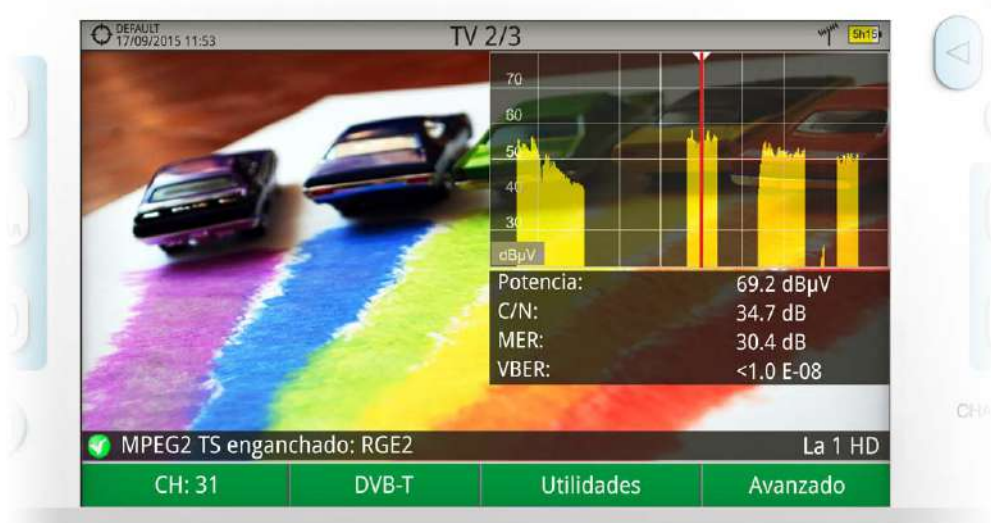 DEFAULT
17/09/2015 11:53
TV 2/3
5h15
70
60
50
40
30
dBµV
Potencia: 69.2 dBµV
C/N: 34.7 dB
MER: 30.4 dB
VBER: <1.0 E-08
MPEG2 TS enganchado: RGE2 La 1 HD
CH: 31 DVB-T Utilidades Avanzado